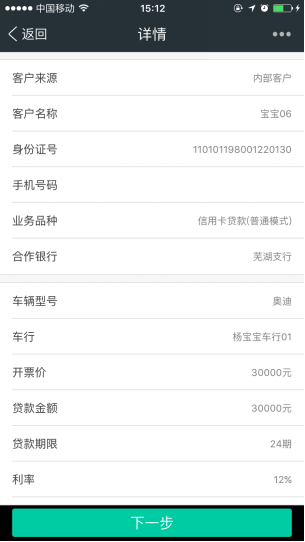 中国移动 15:12
返回 详情
客户来源 内部客户
客户名称 宝宝06
身份证号 110101198001220130
手机号码
业务品种 信用卡贷款(普通模式)
合作银行 芜湖支行
车辆型号 奥迪
车行 杨宝宝车行01
开票价 30000元
贷款金额 30000元
贷款期限 24期
利率 12%
下一步